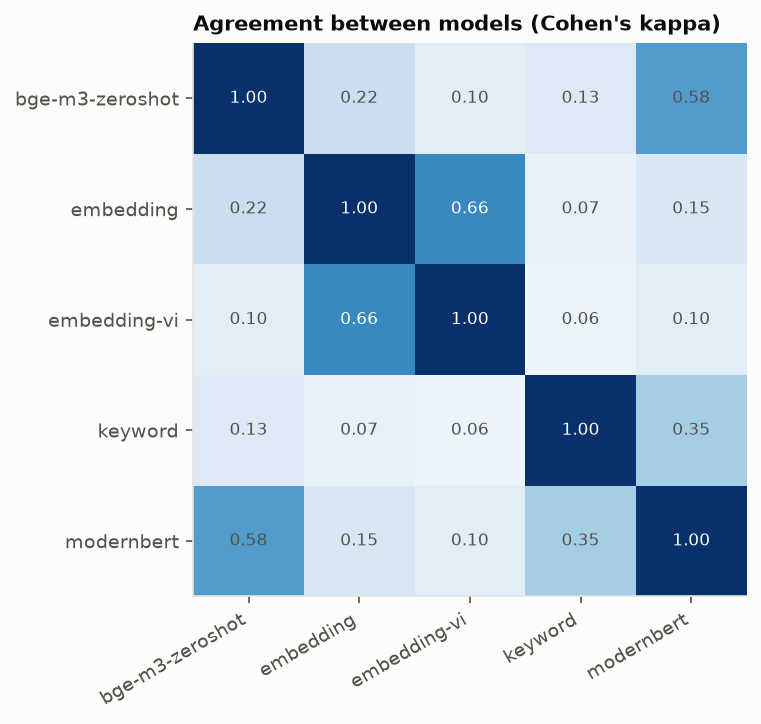 Agreement between models (Cohen's kappa)
bge-m3-zeroshot 1.00 0.22 0.10 0.13 0.58
embedding 0.22 1.00 0.66 0.07 0.15
embedding-vi 0.10 0.66 1.00 0.06 0.10
keyword 0.13 0.07 0.06 1.00 0.35
modernbert 0.58 0.15 0.10 0.35 1.00
bge-m3-zeroshot embedding embedding-vi keyword modernbert